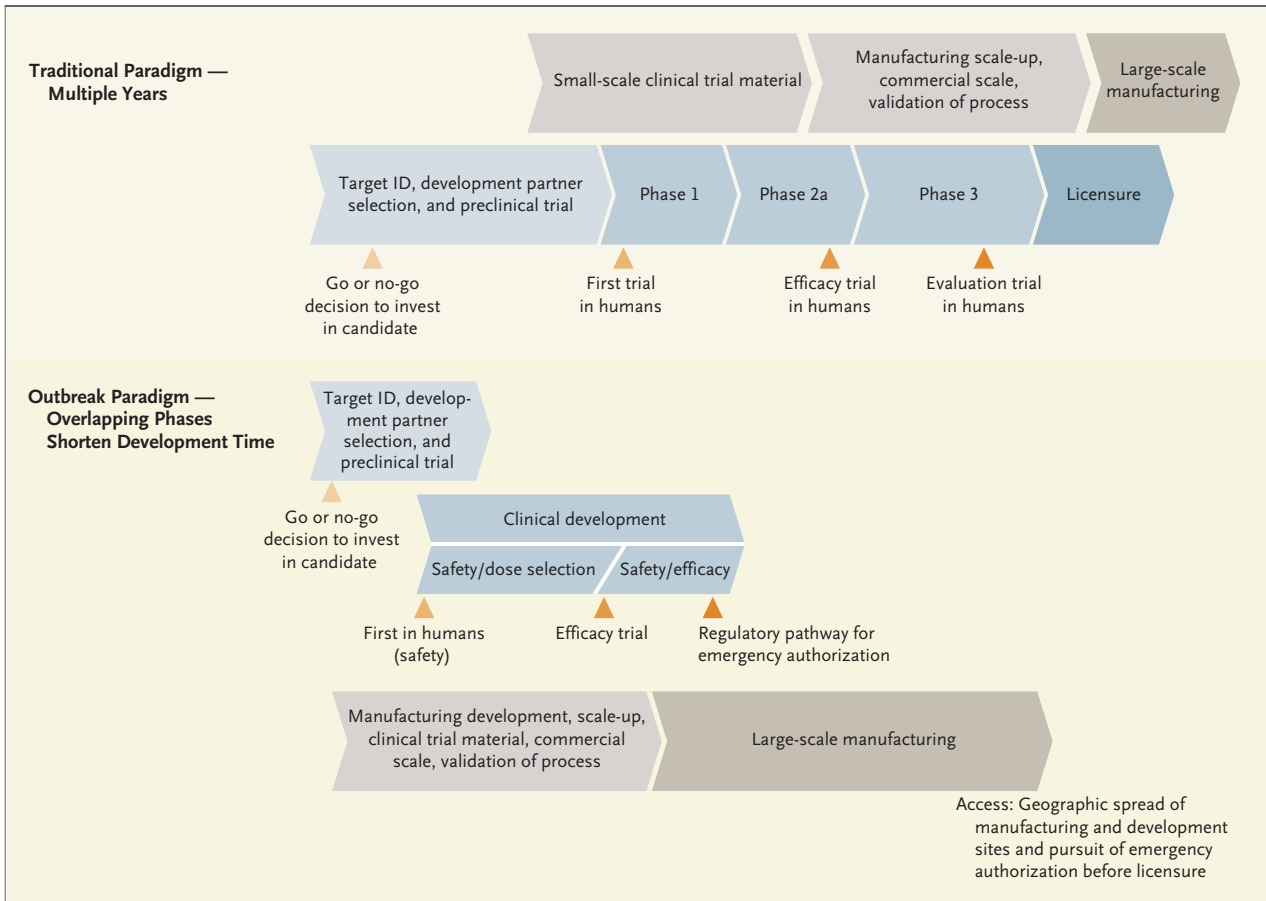 Traditional Paradigm —
Multiple Years
Small-scale clinical trial material
Manufacturing scale-up,
commercial scale,
validation of process
Large-scale
manufacturing
Target ID, development partner
selection, and preclinical trial
Phase 1
Phase 2a
Phase 3
Licensure
Go or no-go
decision to invest
in candidate
First trial
in humans
Efficacy trial
in humans
Evaluation trial
in humans
Outbreak Paradigm —
Overlapping Phases
Shorten Development Time
Target ID, develop-
ment partner
selection, and
preclinical trial
Go or no-go
decision to invest
in candidate
Clinical development
Safety/dose selection
Safety/efficacy
First in humans
(safety)
Efficacy trial
Regulatory pathway for
emergency authorization
Manufacturing development, scale-up,
clinical trial material, commercial
scale, validation of process
Large-scale manufacturing
Access: Geographic spread of
manufacturing and development
sites and pursuit of emergency
authorization before licensure